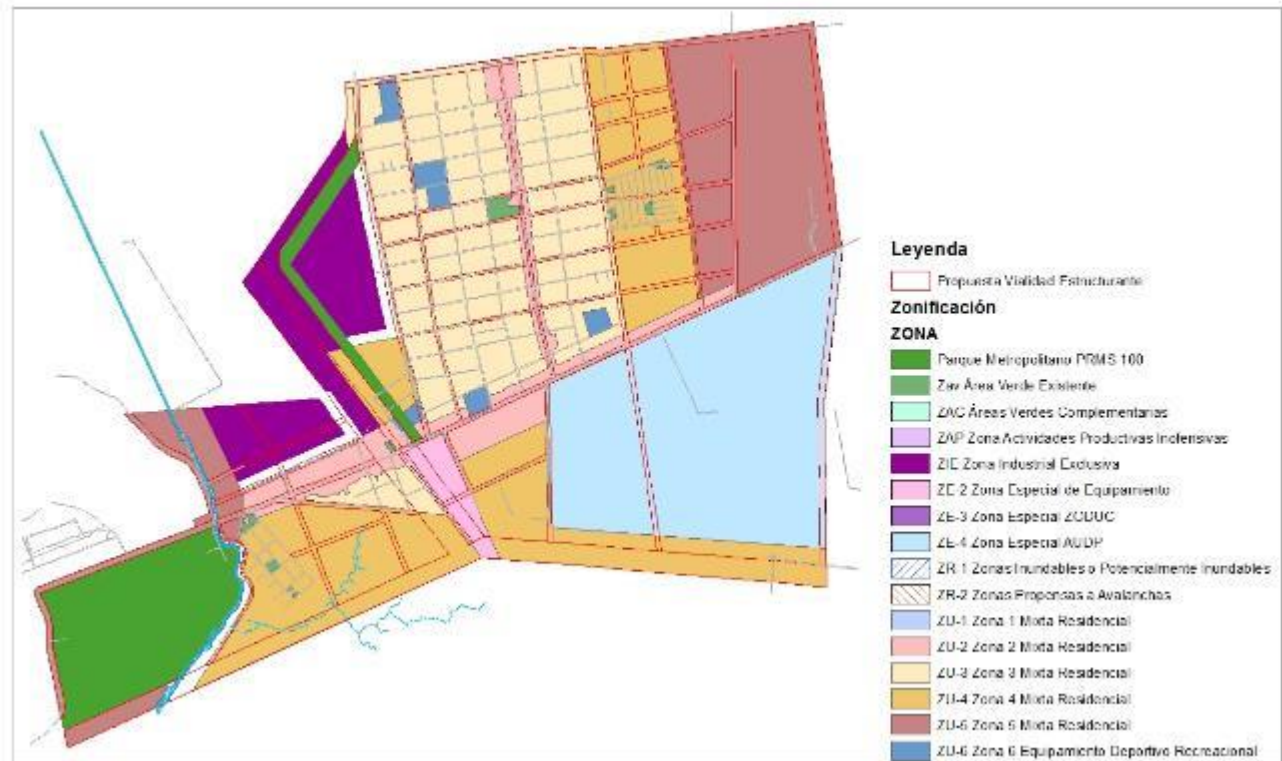 Leyenda
Propuesta Vialidad Estructurante
Zonificación
ZONA
Parque Metropolitano PRMS 100
Zav Área Verde Existente
ZAC Áreas Verdes Complementarias
ZAP Zona Actividades Productivas Inofensivas
ZIE Zona Industrial Exclusiva
ZE-2 Zona Especial de Equipamiento
ZE-3 Zona Especial ZODUC
ZE-4 Zona Especial AUDP
ZR-1 Zonas Inundables o Potencialmente Inundables
ZR-2 Zonas Propensas a Avalanchas
ZU-1 Zona 1 Mixta Residencial
ZU-2 Zona 2 Mixta Residencial
ZU-3 Zona 3 Mixta Residencial
ZU-4 Zona 4 Mixta Residencial
ZU-5 Zona 5 Mixta Residencial
ZU-6 Zona 6 Equipamiento Deportivo Recreacional